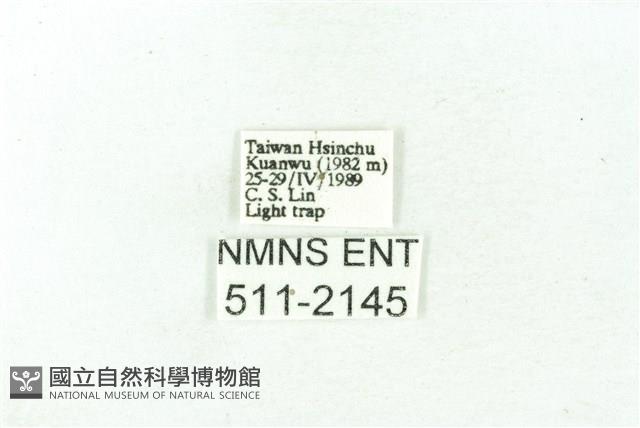 Taiwan Hsinchu
Kuanwu (1982 m)
25-29/IV/1989
C. S. Lin
Light trap
NMNS ENT
511-2145
國立自然科學博物館
NATIONAL MUSEUM OF NATURAL SCIENCE